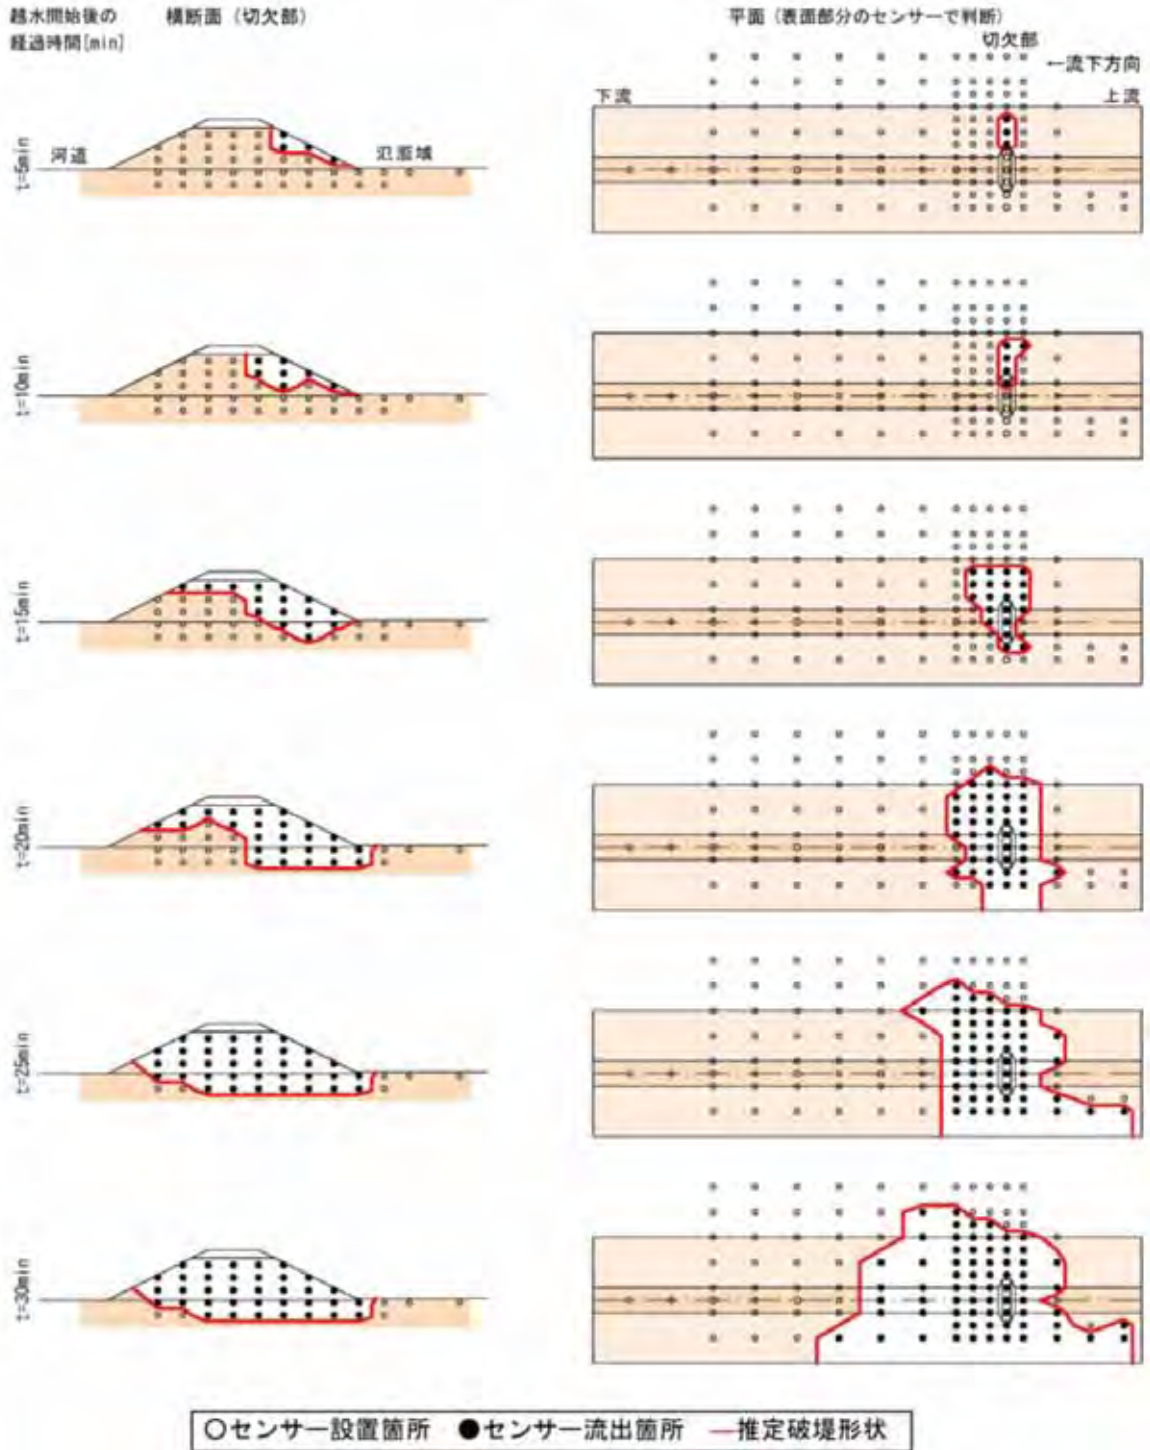 越水開始後の
経過時間[min]
横断面（切欠部）
平面（表面部分のセンサーで判断）
切欠部
←流下方向
下流
上流
t=5min
河道
氾濫域
t=10min
t=15min
t=20min
t=25min
t=30min
○センサー設置箇所 ●センサー流出箇所 —推定破堤形状